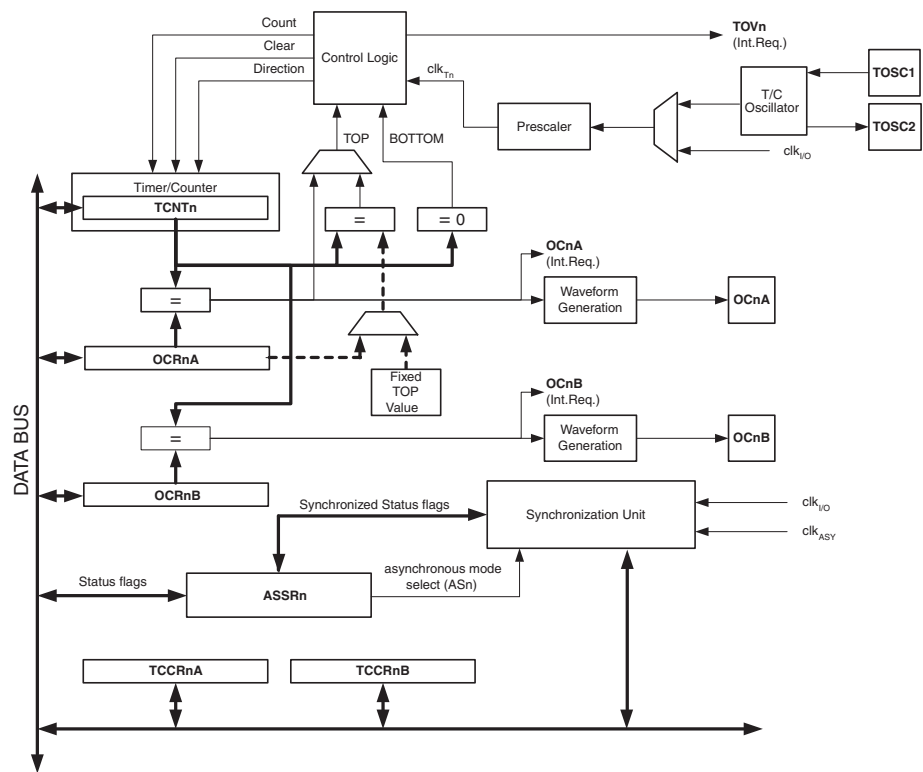 Count
Clear
Direction
Control Logic
TOVn
(Int.Req.)
clkTn
TOSC1
T/C
Oscillator
TOSC2
Prescaler
clkI/O
TOP
BOTTOM
Timer/Counter
TCNTn
=
= 0
OCnA
(Int.Req.)
=
Waveform
Generation
OCnA
OCRnA
Fixed
TOP
Value
OCnB
(Int.Req.)
=
Waveform
Generation
OCnB
DATA BUS
OCRnB
Synchronized Status flags
Synchronization Unit
clkI/O
clkASY
Status flags
ASSRn
asynchronous mode
select (ASn)
TCCRnA
TCCRnB